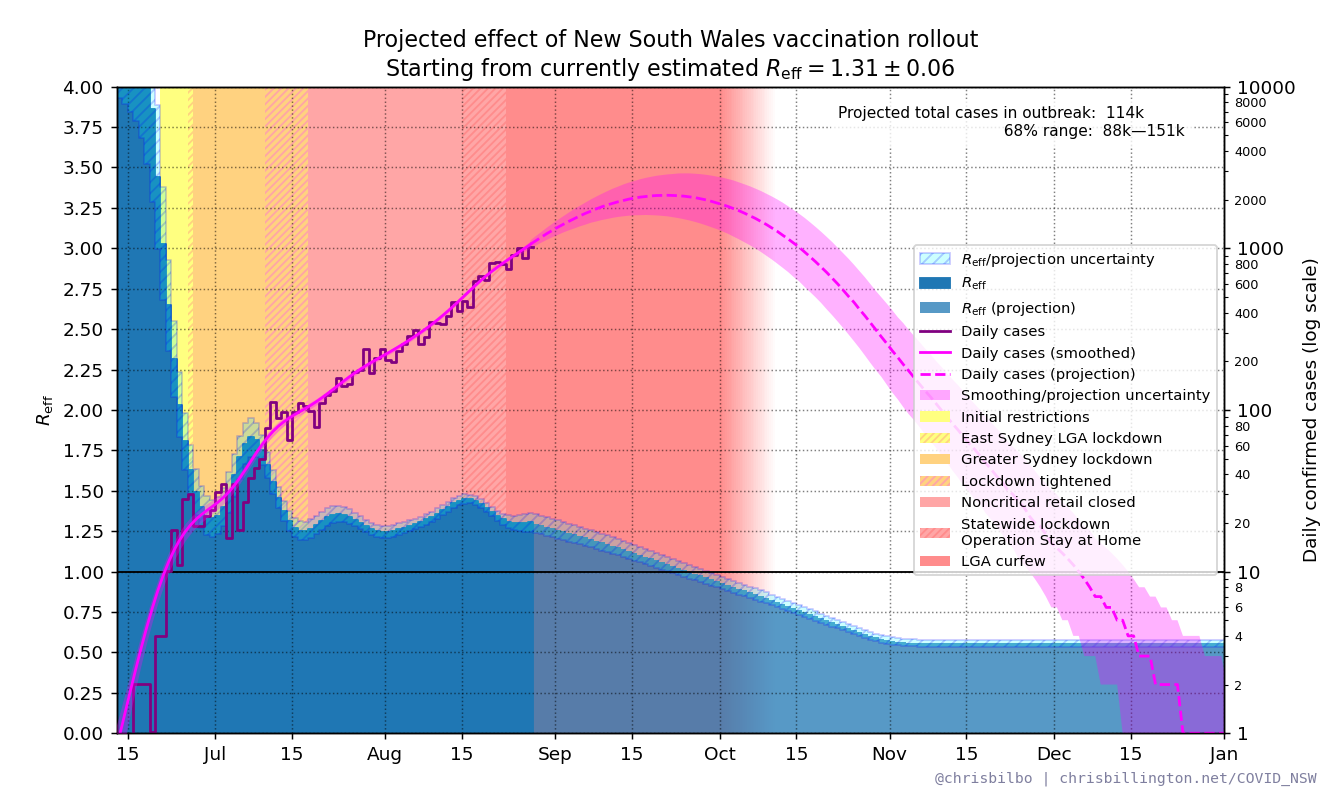 Projected effect of New South Wales vaccination rollout
Starting from currently estimated Reff = 1.31 ± 0.06
Projected total cases in outbreak: 114k
68% range: 88k—151k
4.00
3.75
3.50
3.25
3.00
2.75
2.50
2.25
2.00
1.75
1.50
1.25
1.00
0.75
0.50
0.25
0.00
Reff
10000
8000
6000
4000
2000
1000
800
600
400
200
100
80
60
40
20
10
8
6
4
2
1
Daily confirmed cases (log scale)
Reff/projection uncertainty
Reff
Reff (projection)
Daily cases
Daily cases (smoothed)
Daily cases (projection)
Smoothing/projection uncertainty
Initial restrictions
East Sydney LGA lockdown
Greater Sydney lockdown
Lockdown tightened
Noncritical retail closed
Statewide lockdown
Operation Stay at Home
LGA curfew
15 Jul 15 Aug 15 Sep 15 Oct 15 Nov 15 Dec 15 Jan
@chrisbilbo | chrisbillington.net/COVID_NSW